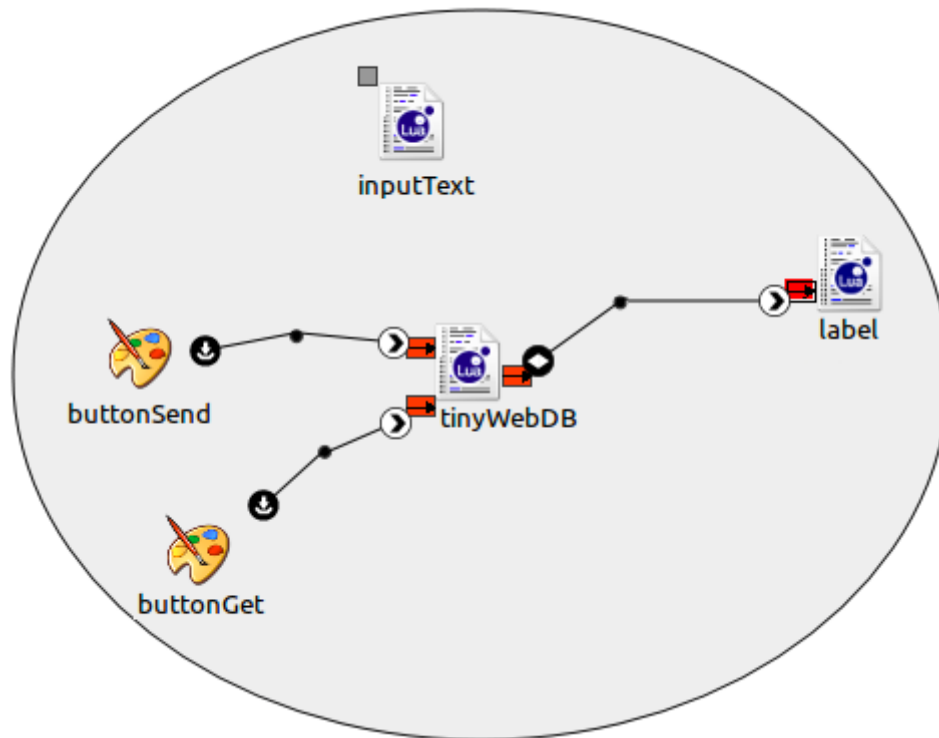 Lua
inputText
Lua
label
Lua
buttonSend
tinyWebDB
buttonGet